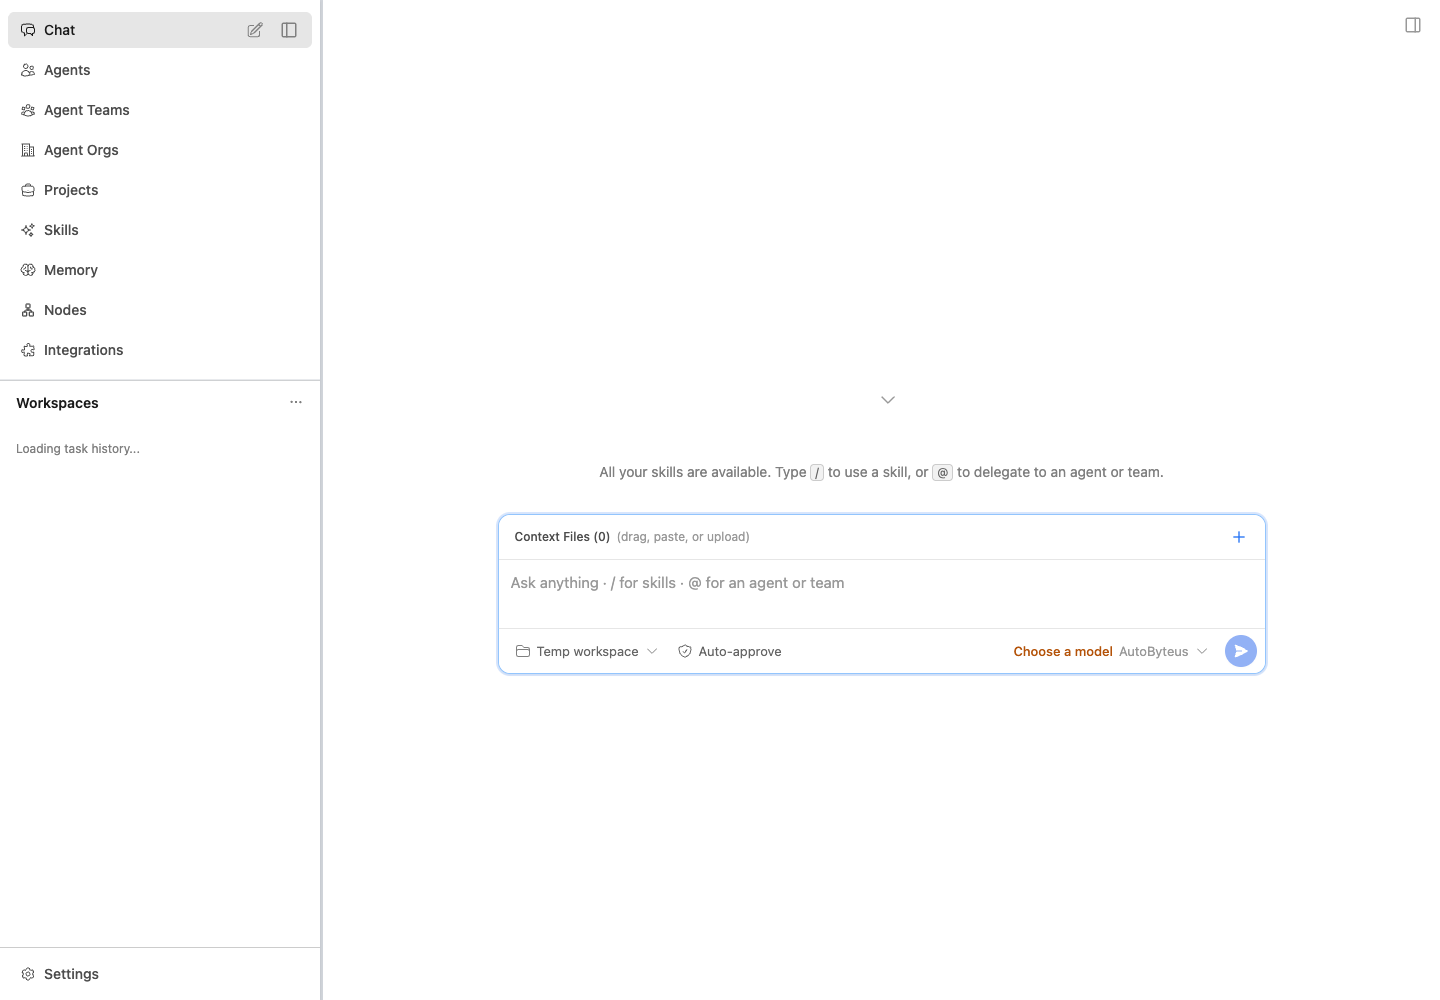 Chat
Agents
Agent Teams
Agent Orgs
Projects
Skills
Memory
Nodes
Integrations
Workspaces
Loading task history...
Settings
All your skills are available. Type / to use a skill, or @ to delegate to an agent or team.
Context Files (0) (drag, paste, or upload)
Ask anything · / for skills · @ for an agent or team
Temp workspace Auto-approve Choose a model AutoByteus